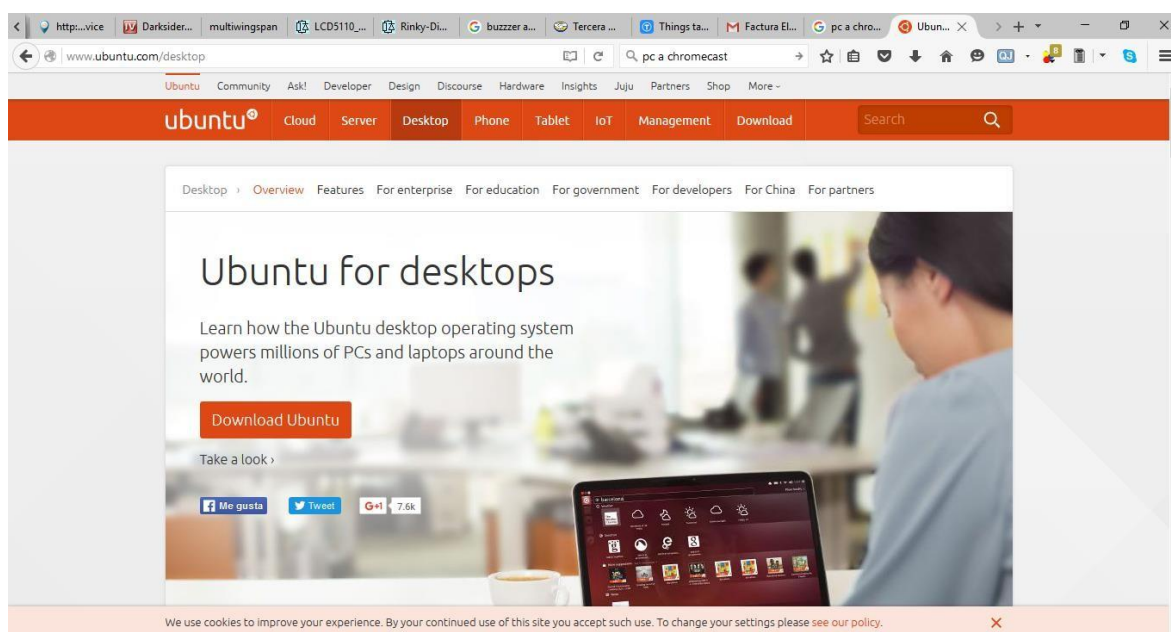 http:...vice Darksider... multiwingspan LCD5110_... Rinky-Di... buzzzer a... Tercera ... Things ta... Factura El... pc a chro... Ubun...
www.ubuntu.com/desktop pc a chromecast
Ubuntu Community Ask! Developer Design Discourse Hardware Insights Juju Partners Shop More
ubuntu Cloud Server Desktop Phone Tablet IoT Management Download Search
Desktop › Overview Features For enterprise For education For government For developers For China For partners
Ubuntu for desktops
Learn how the Ubuntu desktop operating system
powers millions of PCs and laptops around the
world.
Download Ubuntu
Take a look ›
Me gusta Tweet G+1 7.6k
barcelona
We use cookies to improve your experience. By your continued use of this site you accept such use. To change your settings please see our policy.